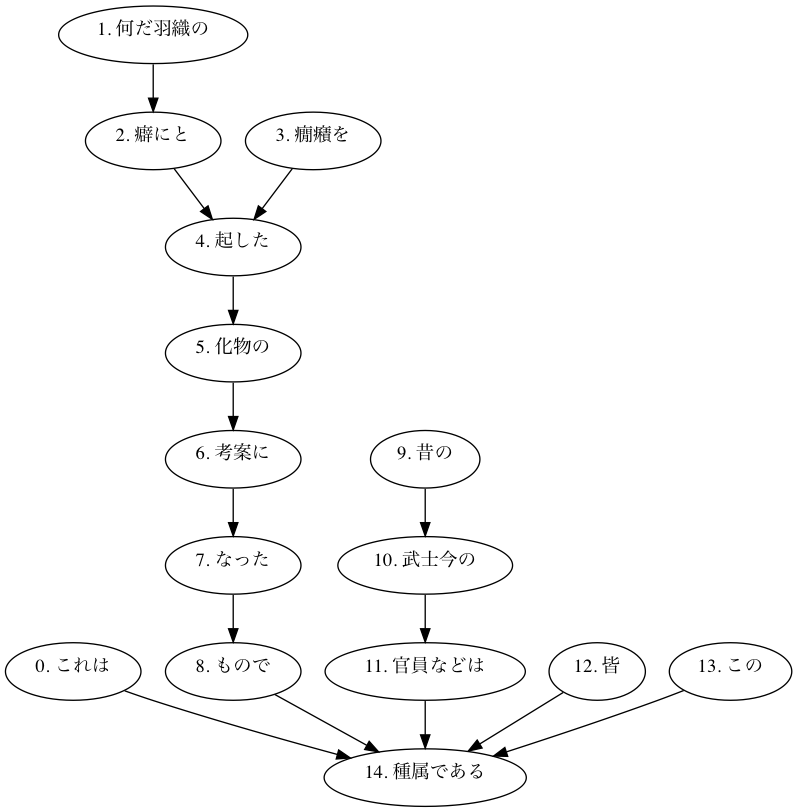 1. 何だ羽織の
2. 癖にと
3. 癇癪を
4. 起した
5. 化物の
6. 考案に
9. 昔の
7. なった
10. 武士今の
0. これは
8. もので
11. 官員などは
12. 皆
13. この
14. 種属である